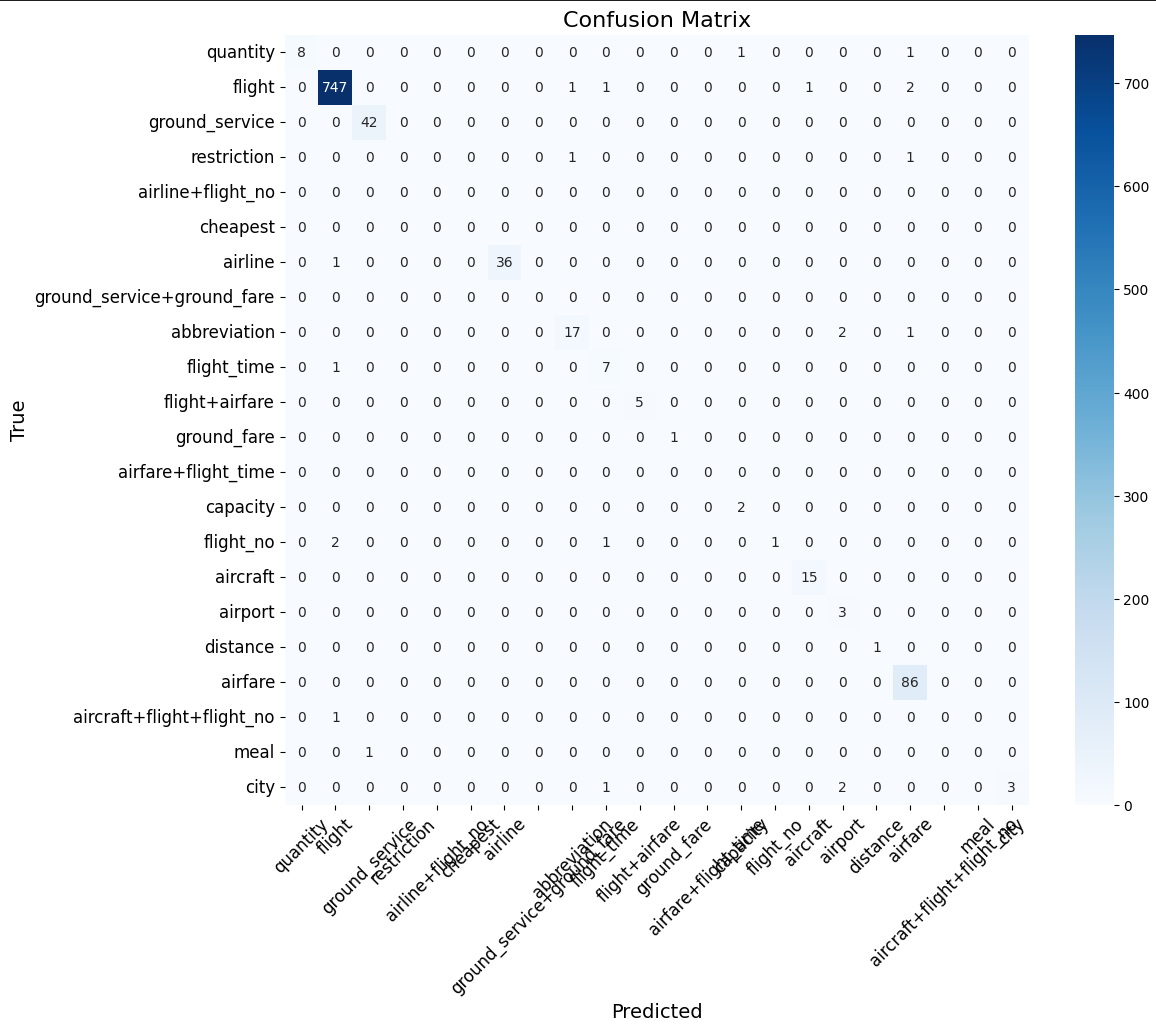 Confusion Matrix
quantity 8 0 0 0 0 0 0 0 0 0 0 0 0 1 0 0 0 0 1 0 0 0
flight 0 747 0 0 0 0 0 0 1 1 0 0 0 0 0 1 0 0 2 0 0 0
ground_service 0 0 42 0 0 0 0 0 0 0 0 0 0 0 0 0 0 0 0 0 0 0
restriction 0 0 0 0 0 0 0 0 1 0 0 0 0 0 0 0 0 0 1 0 0 0
airline+flight_no 0 0 0 0 0 0 0 0 0 0 0 0 0 0 0 0 0 0 0 0 0 0
cheapest 0 0 0 0 0 0 0 0 0 0 0 0 0 0 0 0 0 0 0 0 0 0
airline 0 1 0 0 0 0 36 0 0 0 0 0 0 0 0 0 0 0 0 0 0 0
ground_service+ground_fare 0 0 0 0 0 0 0 0 0 0 0 0 0 0 0 0 0 0 0 0 0 0
abbreviation 0 0 0 0 0 0 0 0 17 0 0 0 0 0 0 0 2 0 1 0 0 0
flight_time 0 1 0 0 0 0 0 0 0 7 0 0 0 0 0 0 0 0 0 0 0 0
flight+airfare 0 0 0 0 0 0 0 0 0 0 5 0 0 0 0 0 0 0 0 0 0 0
ground_fare 0 0 0 0 0 0 0 0 0 0 0 1 0 0 0 0 0 0 0 0 0 0
airfare+flight_time 0 0 0 0 0 0 0 0 0 0 0 0 0 0 0 0 0 0 0 0 0 0
capacity 0 0 0 0 0 0 0 0 0 0 0 0 0 2 0 0 0 0 0 0 0 0
flight_no 0 2 0 0 0 0 0 0 0 1 0 0 0 0 1 0 0 0 0 0 0 0
aircraft 0 0 0 0 0 0 0 0 0 0 0 0 0 0 0 15 0 0 0 0 0 0
airport 0 0 0 0 0 0 0 0 0 0 0 0 0 0 0 0 3 0 0 0 0 0
distance 0 0 0 0 0 0 0 0 0 0 0 0 0 0 0 0 0 1 0 0 0 0
airfare 0 0 0 0 0 0 0 0 0 0 0 0 0 0 0 0 0 0 86 0 0 0
aircraft+flight+flight_no 0 1 0 0 0 0 0 0 0 0 0 0 0 0 0 0 0 0 0 0 0 0
meal 0 0 1 0 0 0 0 0 0 0 0 0 0 0 0 0 0 0 0 0 0 0
city 0 0 0 0 0 0 0 0 0 1 0 0 0 0 0 0 2 0 0 0 0 3
True
quantity
flight
ground_service
restriction
airline+flight_no
cheapest
airline
ground_service+ground_fare
abbreviation
flight_time
flight+airfare
ground_fare
airfare+flight_time
capacity
flight_no
aircraft
airport
distance
airfare
aircraft+flight+flight_no
meal
city
Predicted
700
600
500
400
300
200
100
0